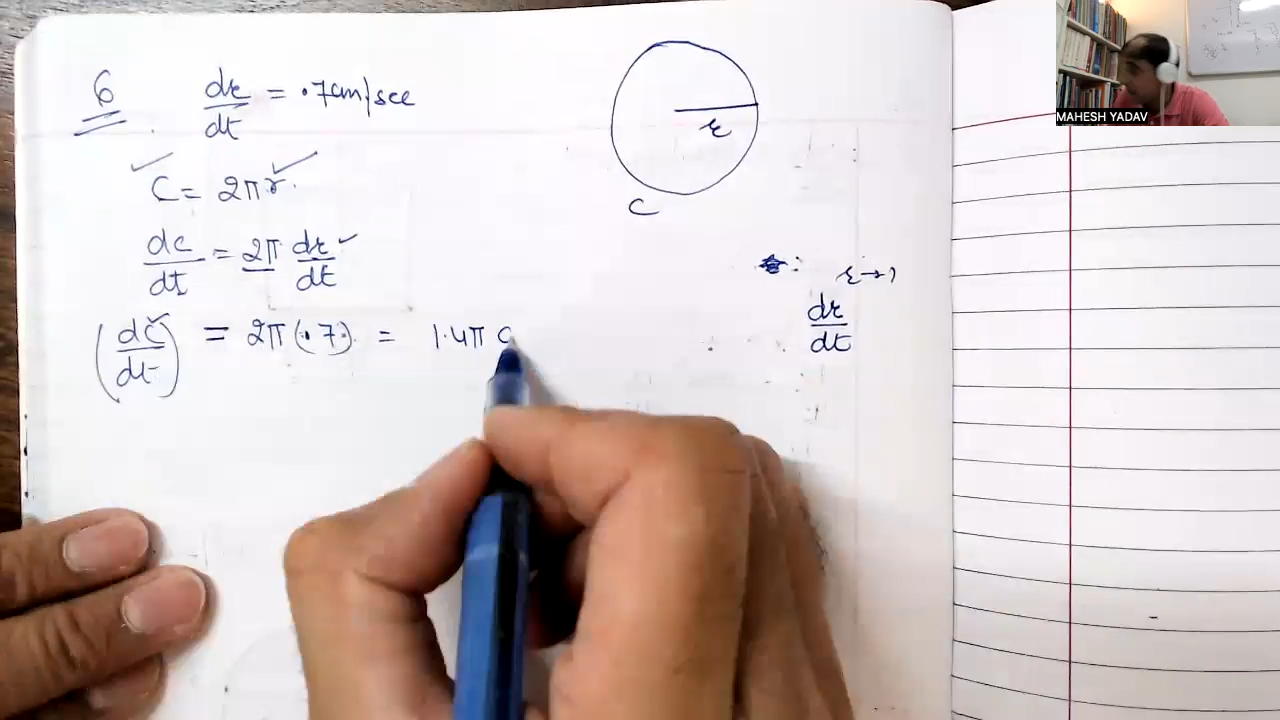 6 dr/dt = .7cm/sec
r
C = 2πr.
C
dc/dt = 2π dr/dt
r→
dr/dt
(dc/dt) = 2π(.7) = 1.4π c
MAHESH YADAV